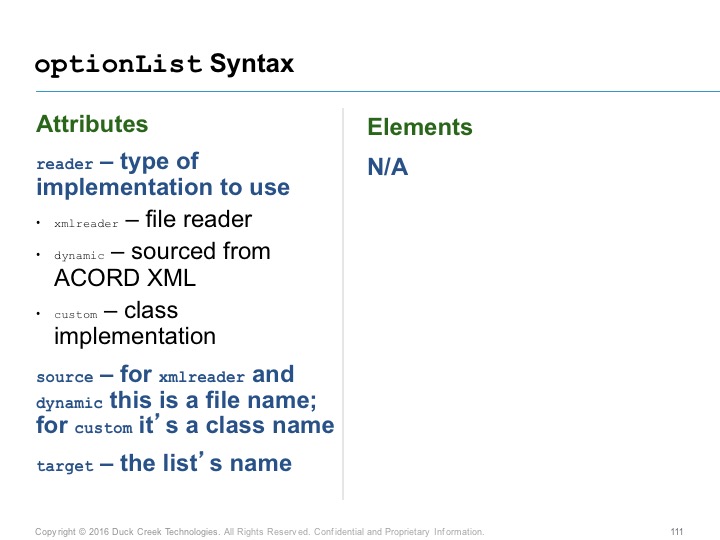 optionList Syntax
Attributes
reader – type of
implementation to use
• xmlreader – file reader
• dynamic – sourced from
ACORD XML
• custom – class
implementation
source – for xmlreader and
dynamic this is a file name;
for custom it’s a class name
target – the list’s name
Elements
N/A
Copyright © 2016 Duck Creek Technologies. All Rights Reserved. Confidential and Proprietary Information.
111